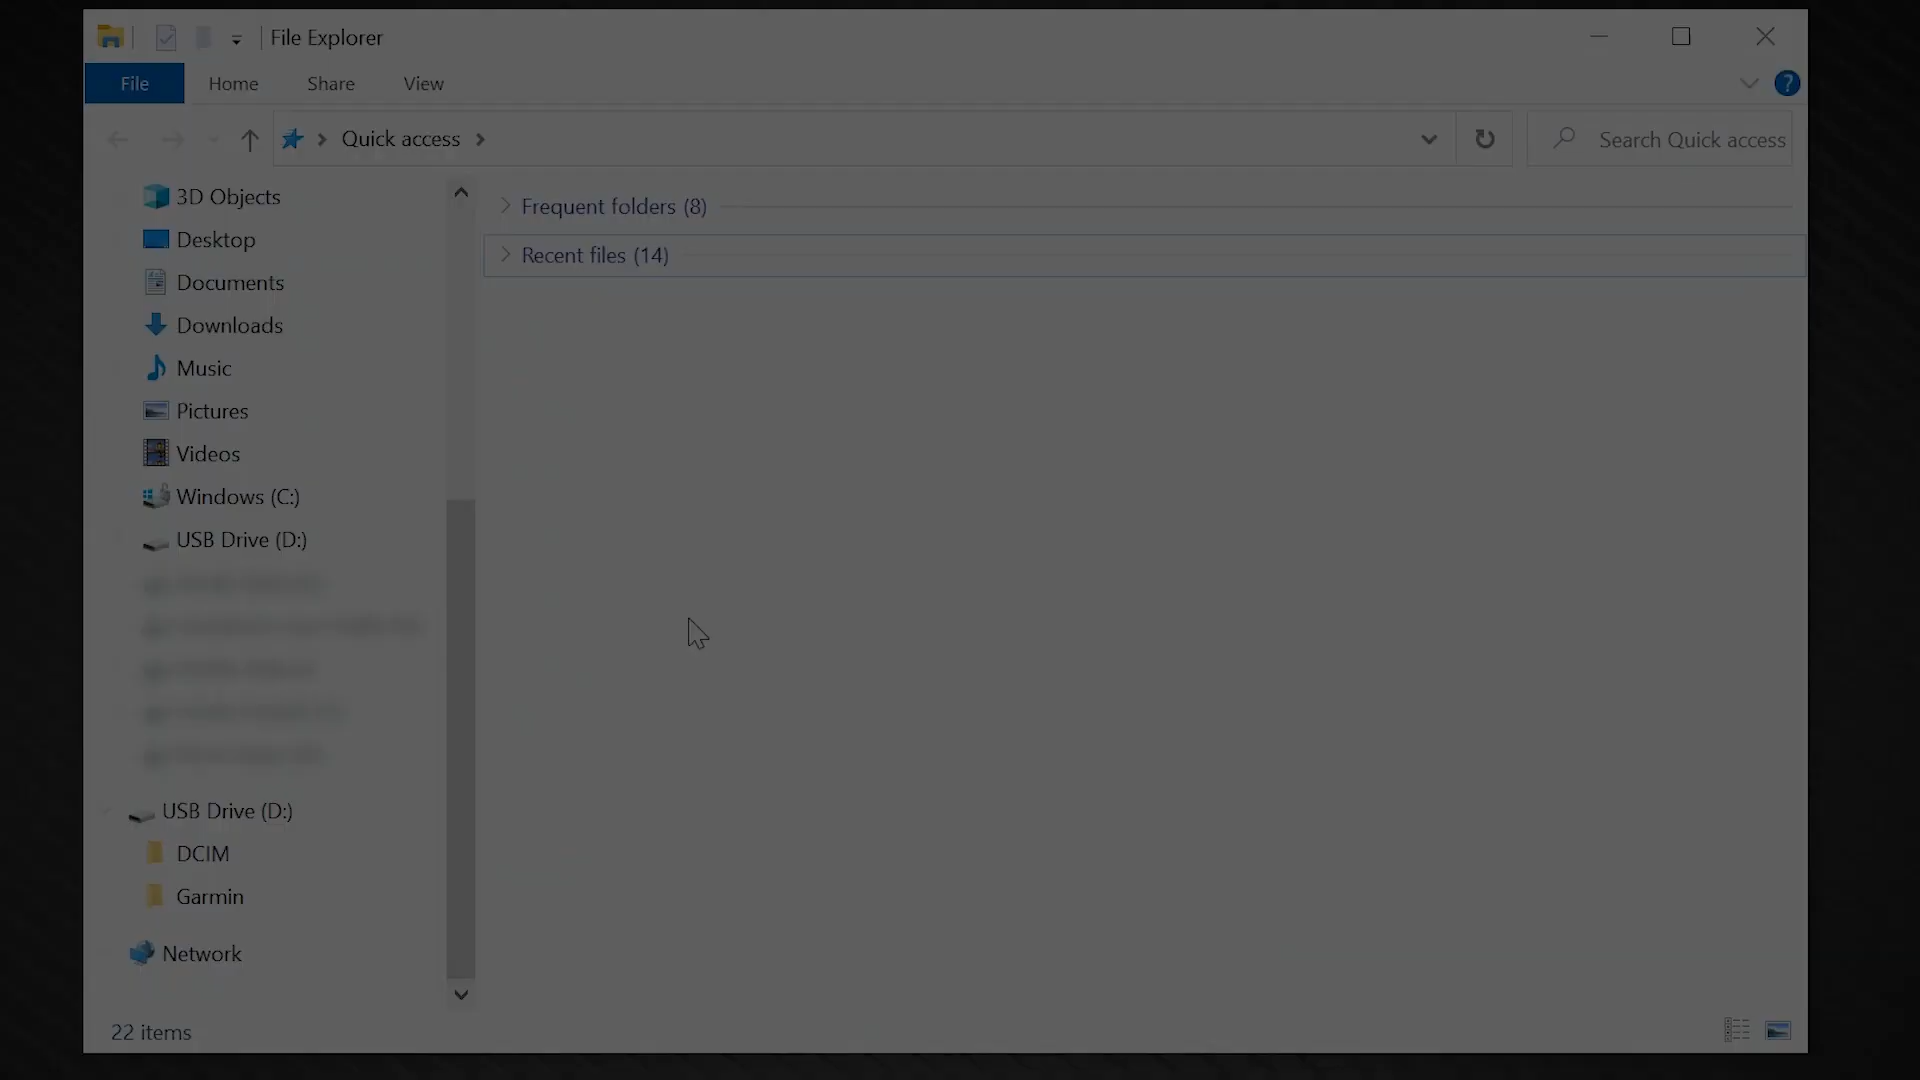 File Explorer
File Home Share View
?
Quick access
Search Quick access
3D Objects
Desktop
Documents
Downloads
Music
Pictures
Videos
Windows (C:)
USB Drive (D:)
USB Drive (D:)
DCIM
Garmin
Network
Frequent folders (8)
Recent files (14)
22 items